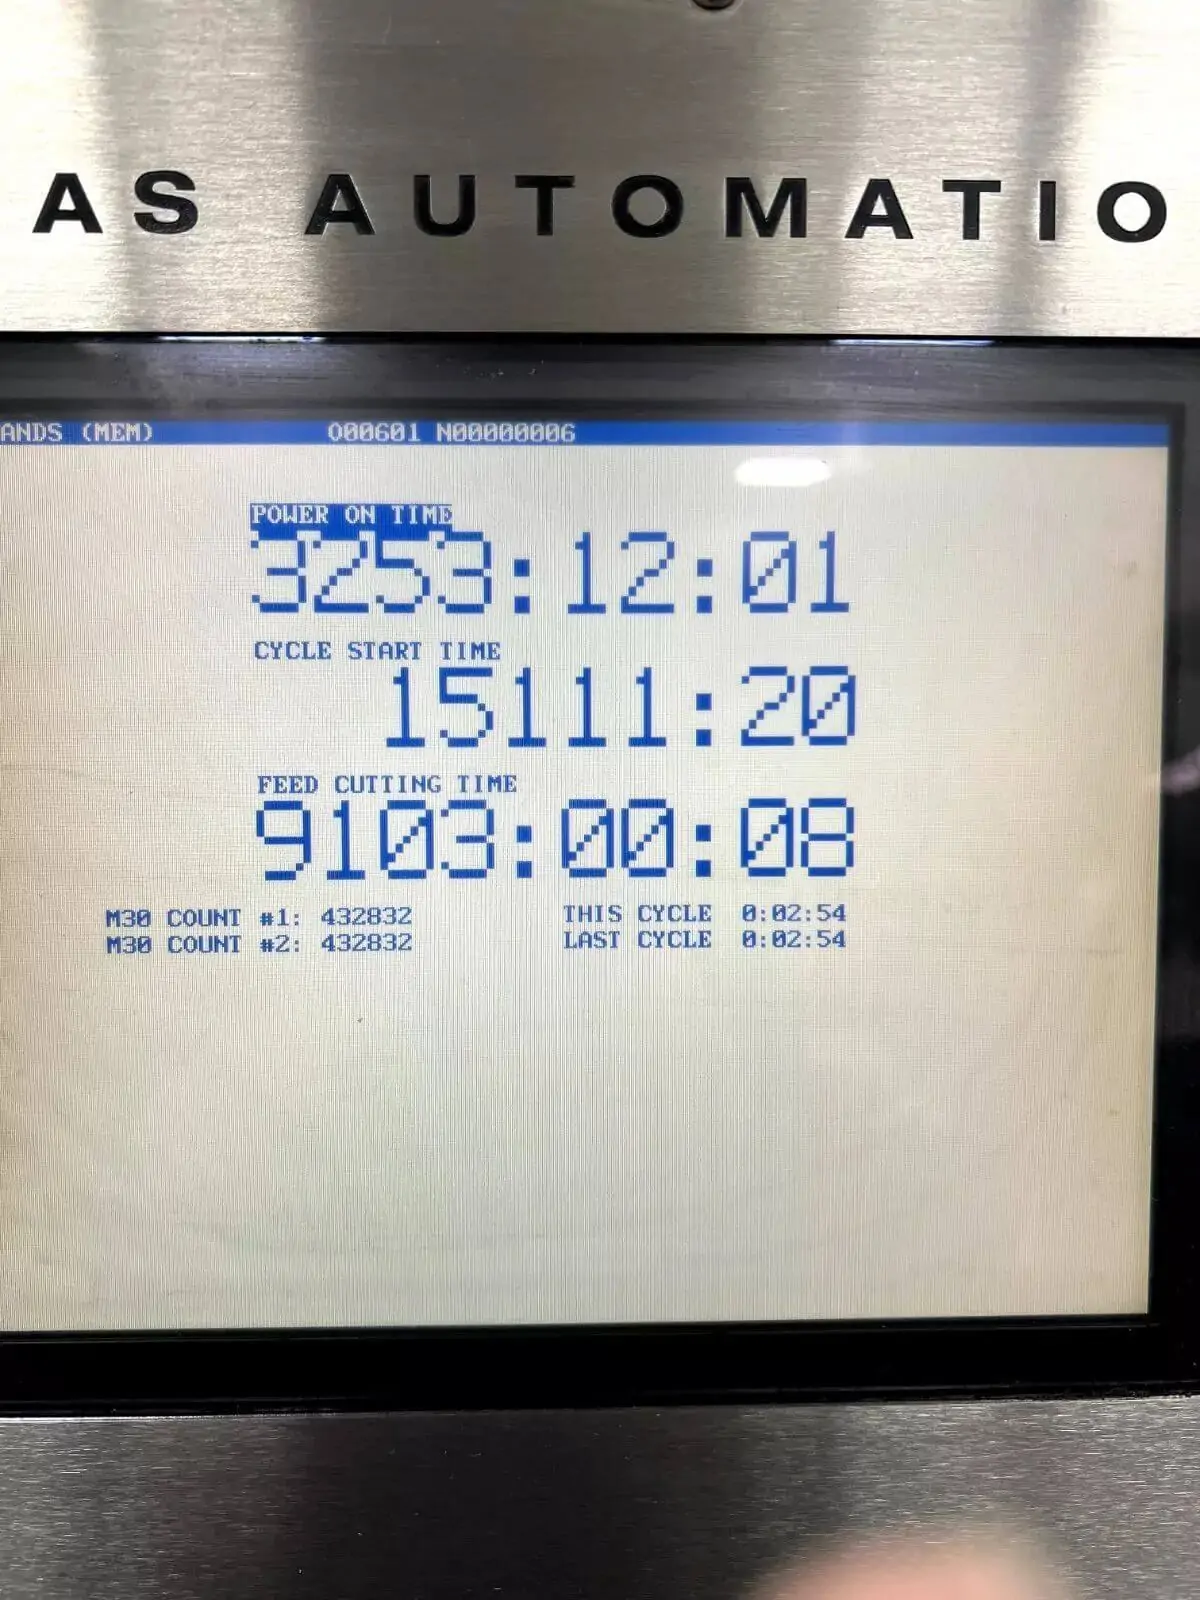 AS AUTOMATIO
ANDS (MEM) O00601 N00000006
POWER ON TIME
3253:12:01
CYCLE START TIME
15111:20
FEED CUTTING TIME
9103:00:08
M30 COUNT #1: 432832 THIS CYCLE 0:02:54
M30 COUNT #2: 432832 LAST CYCLE 0:02:54